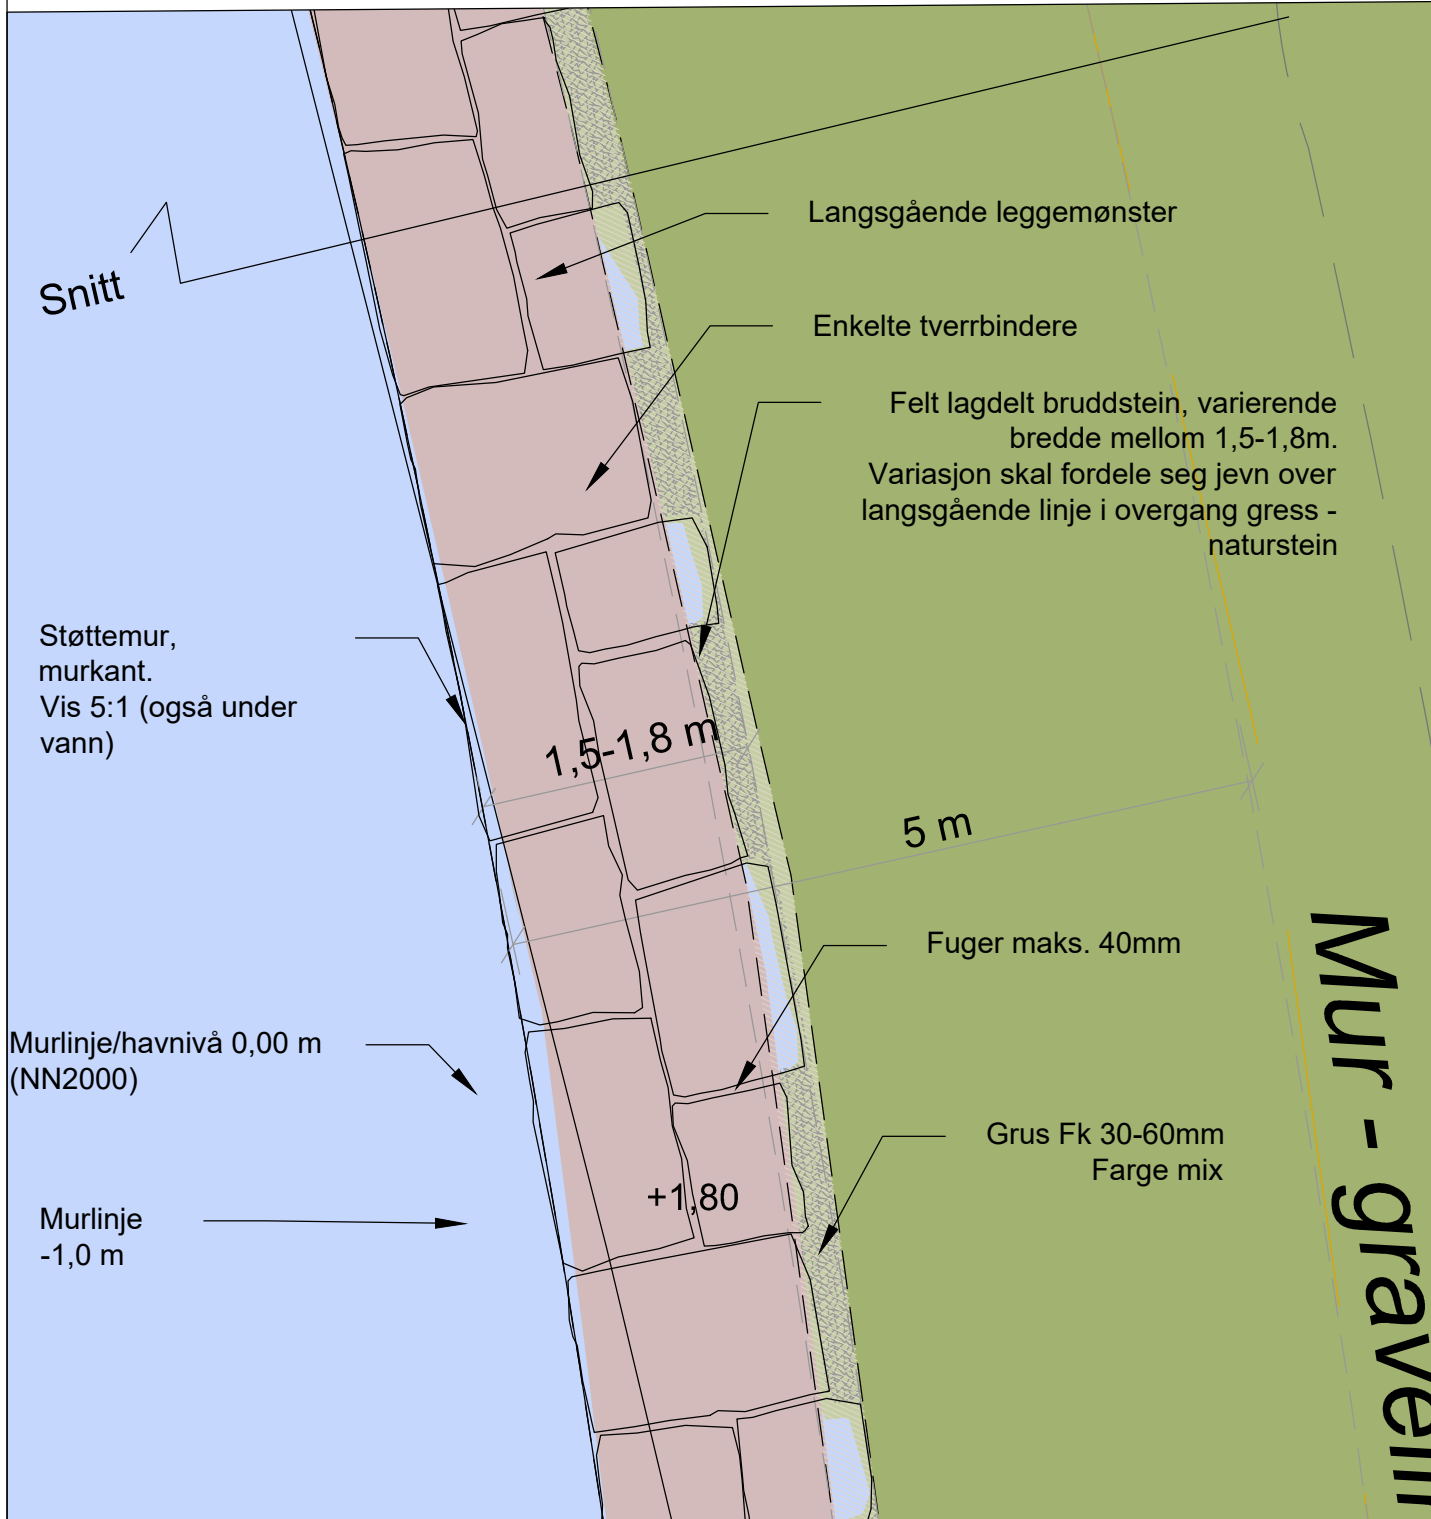 Langsgående leggemønster
Snitt
Enkelte tverrbindere
Felt lagdelt bruddstein, varierende
bredde mellom 1,5-1,8m.
Variasjon skal fordele seg jevn over
langsgående linje i overgang gress -
naturstein
Støttemur,
murkant.
Vis 5:1 (også under
vann)
1,5-1,8 m
5 m
Fuger maks. 40mm
Mur -
Murlinje/havnivå 0,00 m
(NN2000)
Grus Fk 30-60mm
Farge mix
+1,80
Murlinje
-1,0 m